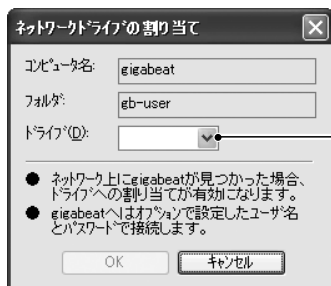 ネットワークドライブの割り当て
コンピュータ名:
gigabeat
フォルダ:
gb-user
ドライブ(D):
● ネットワーク上にgigabeatが見つかった場合、
ドライブへの割り当てが有効になります。
● gigabeatへはオプションで設定したユーザ名
とパスワードで接続します。
OK
キャンセル